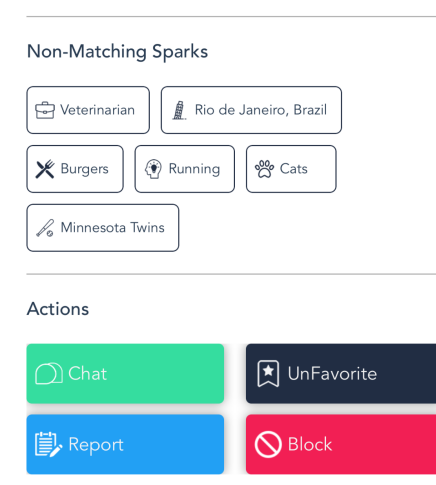 Non-Matching Sparks
Veterinarian
Rio de Janeiro, Brazil
Burgers
Running
Cats
Minnesota Twins
Actions
Chat
UnFavorite
Report
Block